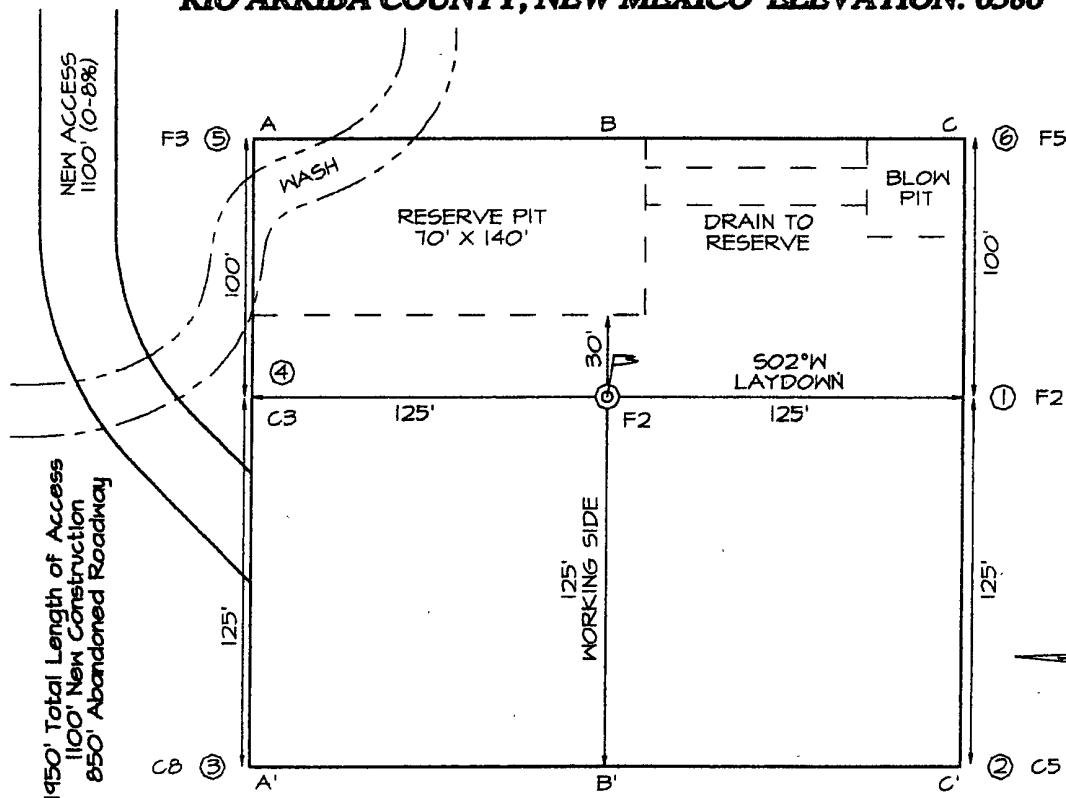 RIO ARRIBA COUNTY, NEW MEXICO ELEVATION:
NEW ACCESS
1100' (0-8%)
F3 ⑤
A
B
C
⑥ F5
WASH
RESERVE PIT
70' X 140'
DRAIN TO
RESERVE
BLOW
PIT
100'
100'
30'
④
C3
125'
F2
S02°W
LAYDOWN
125'
① F2
1950' Total Length of Access
1100' New Construction
850' Abandoned Roadway
125'
125'
WORKING SIDE
125'
C8 ③
A'
B'
C'
② C5